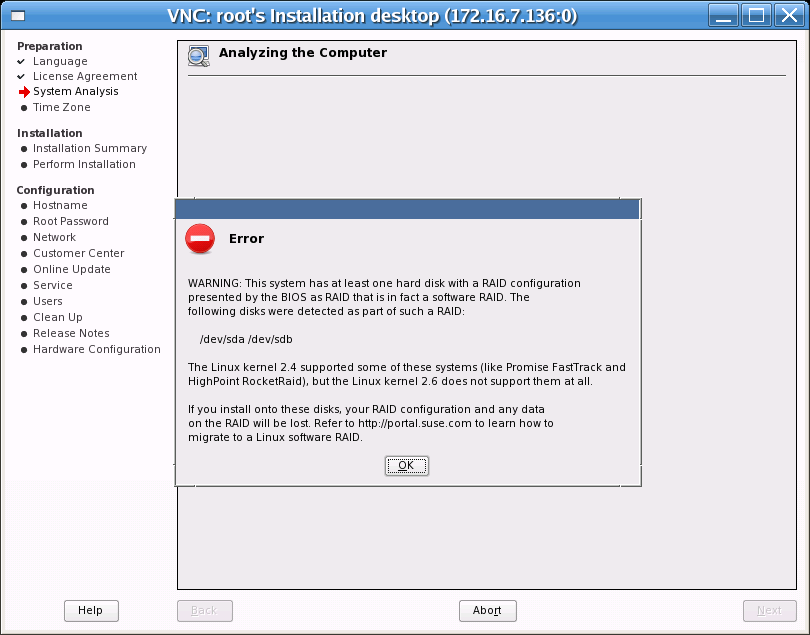 VNC: root's Installation desktop (172.16.7.136:0)
Preparation
Language
License Agreement
System Analysis
Time Zone
Installation
Installation Summary
Perform Installation
Configuration
Hostname
Root Password
Network
Customer Center
Online Update
Service
Users
Clean Up
Release Notes
Hardware Configuration
Analyzing the Computer
Error
WARNING: This system has at least one hard disk with a RAID configuration
presented by the BIOS as RAID that is in fact a software RAID. The
following disks were detected as part of such a RAID:
/dev/sda /dev/sdb
The Linux kernel 2.4 supported some of these systems (like Promise FastTrack and
HighPoint RocketRaid), but the Linux kernel 2.6 does not support them at all.
If you install onto these disks, your RAID configuration and any data
on the RAID will be lost. Refer to http://portal.suse.com to learn how to
migrate to a Linux software RAID.
OK
Help
Back
Abort
Next